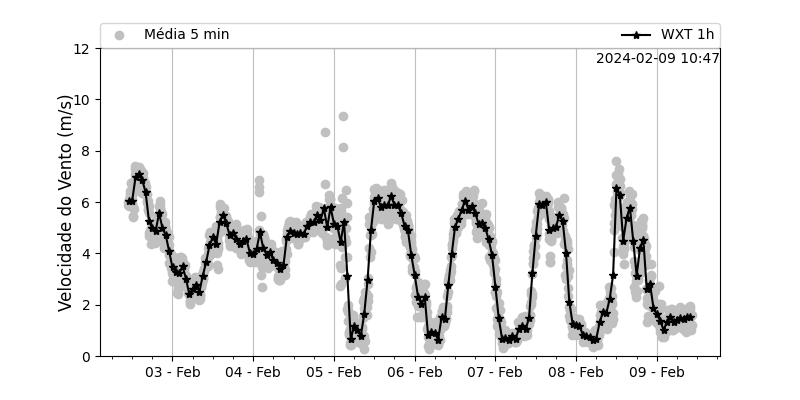 Média 5 min
WXT 1h
2024-02-09 10:47
Velocidade do Vento (m/s)
12
10
8
6
4
2
0
03 - Feb
04 - Feb
05 - Feb
06 - Feb
07 - Feb
08 - Feb
09 - Feb